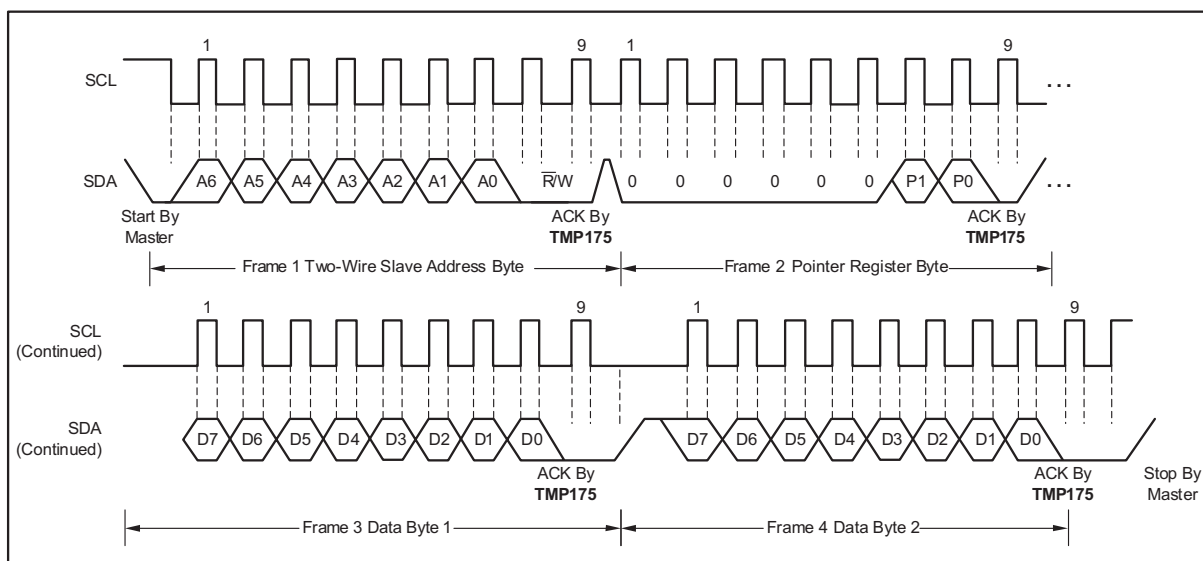 1 9 1 9
SCL ...
SDA A6 A5 A4 A3 A2 A1 A0 R̅/W 0 0 0 0 0 0 P1 P0 ...
Start By Master
ACK By TMP175
ACK By TMP175
Frame 1 Two-Wire Slave Address Byte
Frame 2 Pointer Register Byte
1 9 1 9
SCL (Continued)
SDA (Continued) D7 D6 D5 D4 D3 D2 D1 D0 D7 D6 D5 D4 D3 D2 D1 D0
ACK By TMP175
ACK By TMP175
Stop By Master
Frame 3 Data Byte 1
Frame 4 Data Byte 2